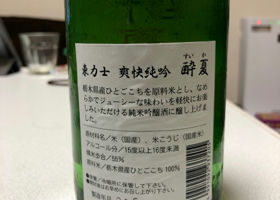 すいか
東力士 爽快純吟 酔夏
栃木県産ひとごこちを原料米とし、なめ
らかでジューシーな味わいを軽快にお楽
しみいただける純米吟醸酒に醸し上げま
した。
原材料名／米(国産)、米こうじ(国産米)
アルコール分／15度以上16度未満
精米歩合／55%
原料米／栃木県産ひとごこち 100%
製造年月